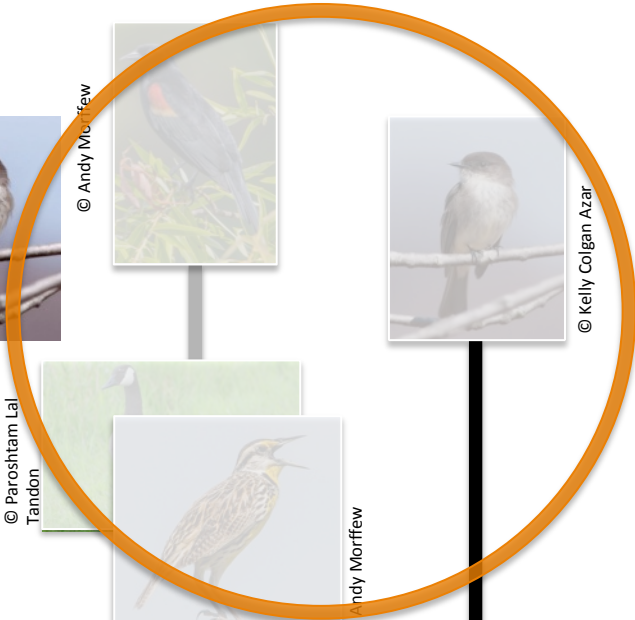 © Andy Morffew
© Kelly Colgan Azar
© Paroshtam Lal
Tandon
Andy Morffew